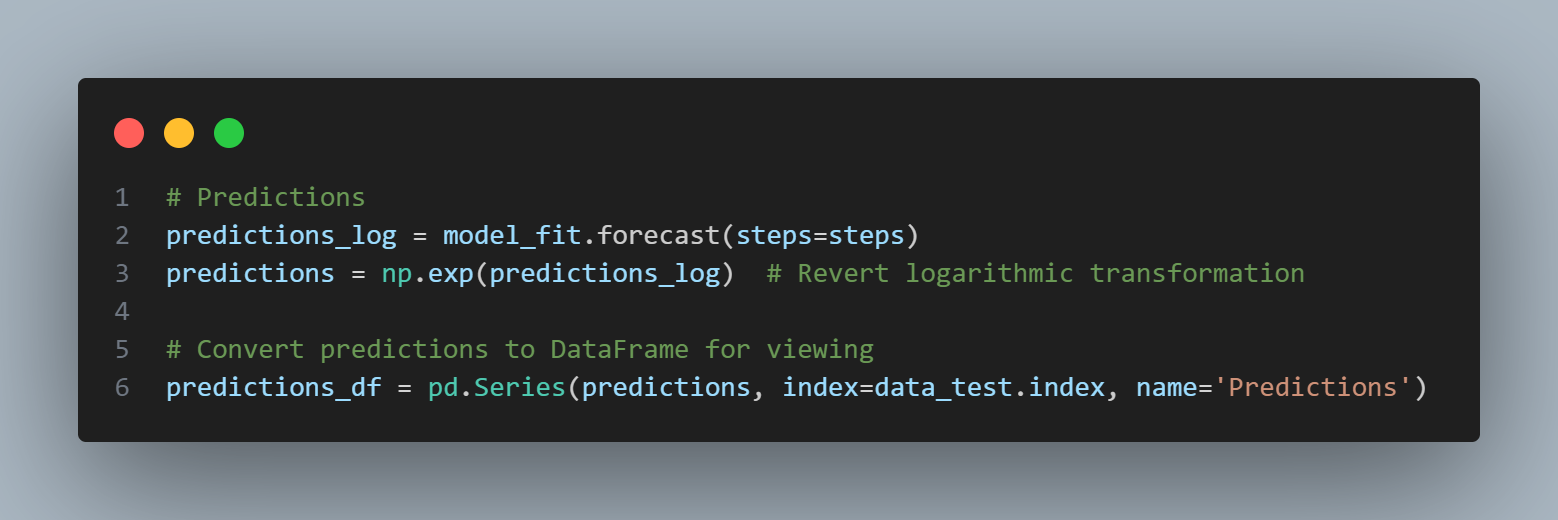 1 # Predictions
2 predictions_log = model_fit.forecast(steps=steps)
3 predictions = np.exp(predictions_log)  # Revert logarithmic transformation
4
5 # Convert predictions to DataFrame for viewing
6 predictions_df = pd.Series(predictions, index=data_test.index, name='Predictions')